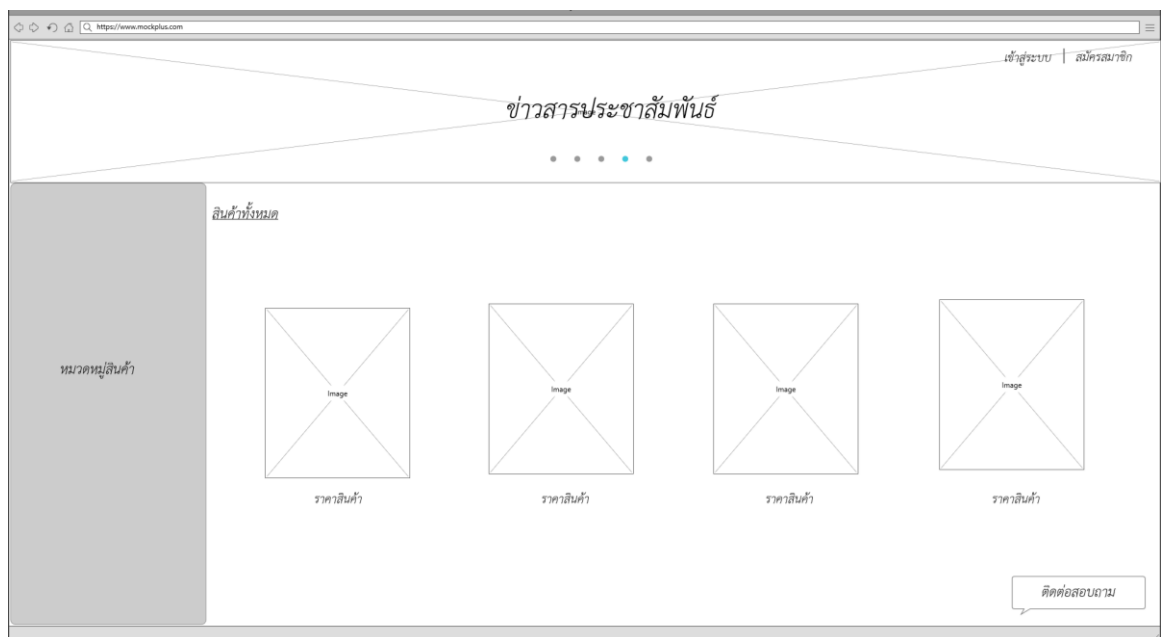 https://www.mockplus.com
เข้าสู่ระบบ | สมัครสมาชิก
ข่าวสารประชาสัมพันธ์
Image
สินค้าทั้งหมด
หมวดหมู่สินค้า
Image Image Image Image
ราคาสินค้า ราคาสินค้า ราคาสินค้า ราคาสินค้า
ติดต่อสอบถาม